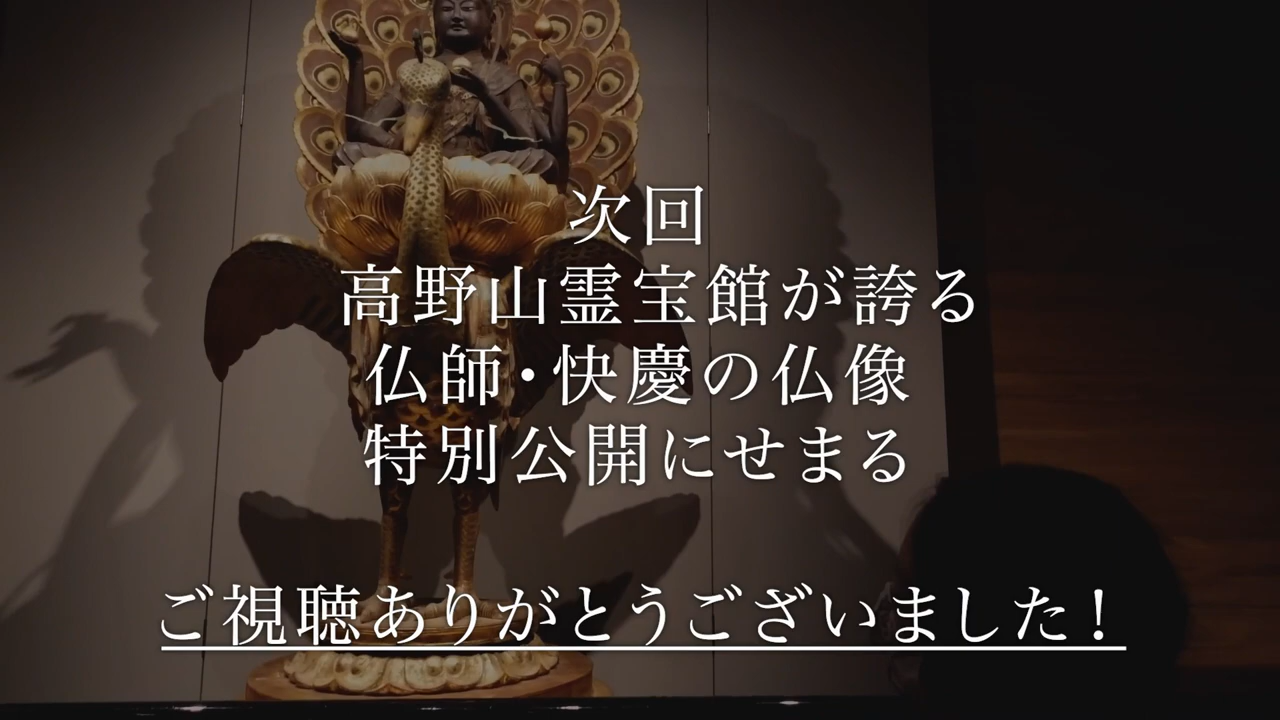 次回
高野山霊宝館が誇る
仏師・快慶の仏像
特別公開にせまる
ご視聴ありがとうございました！